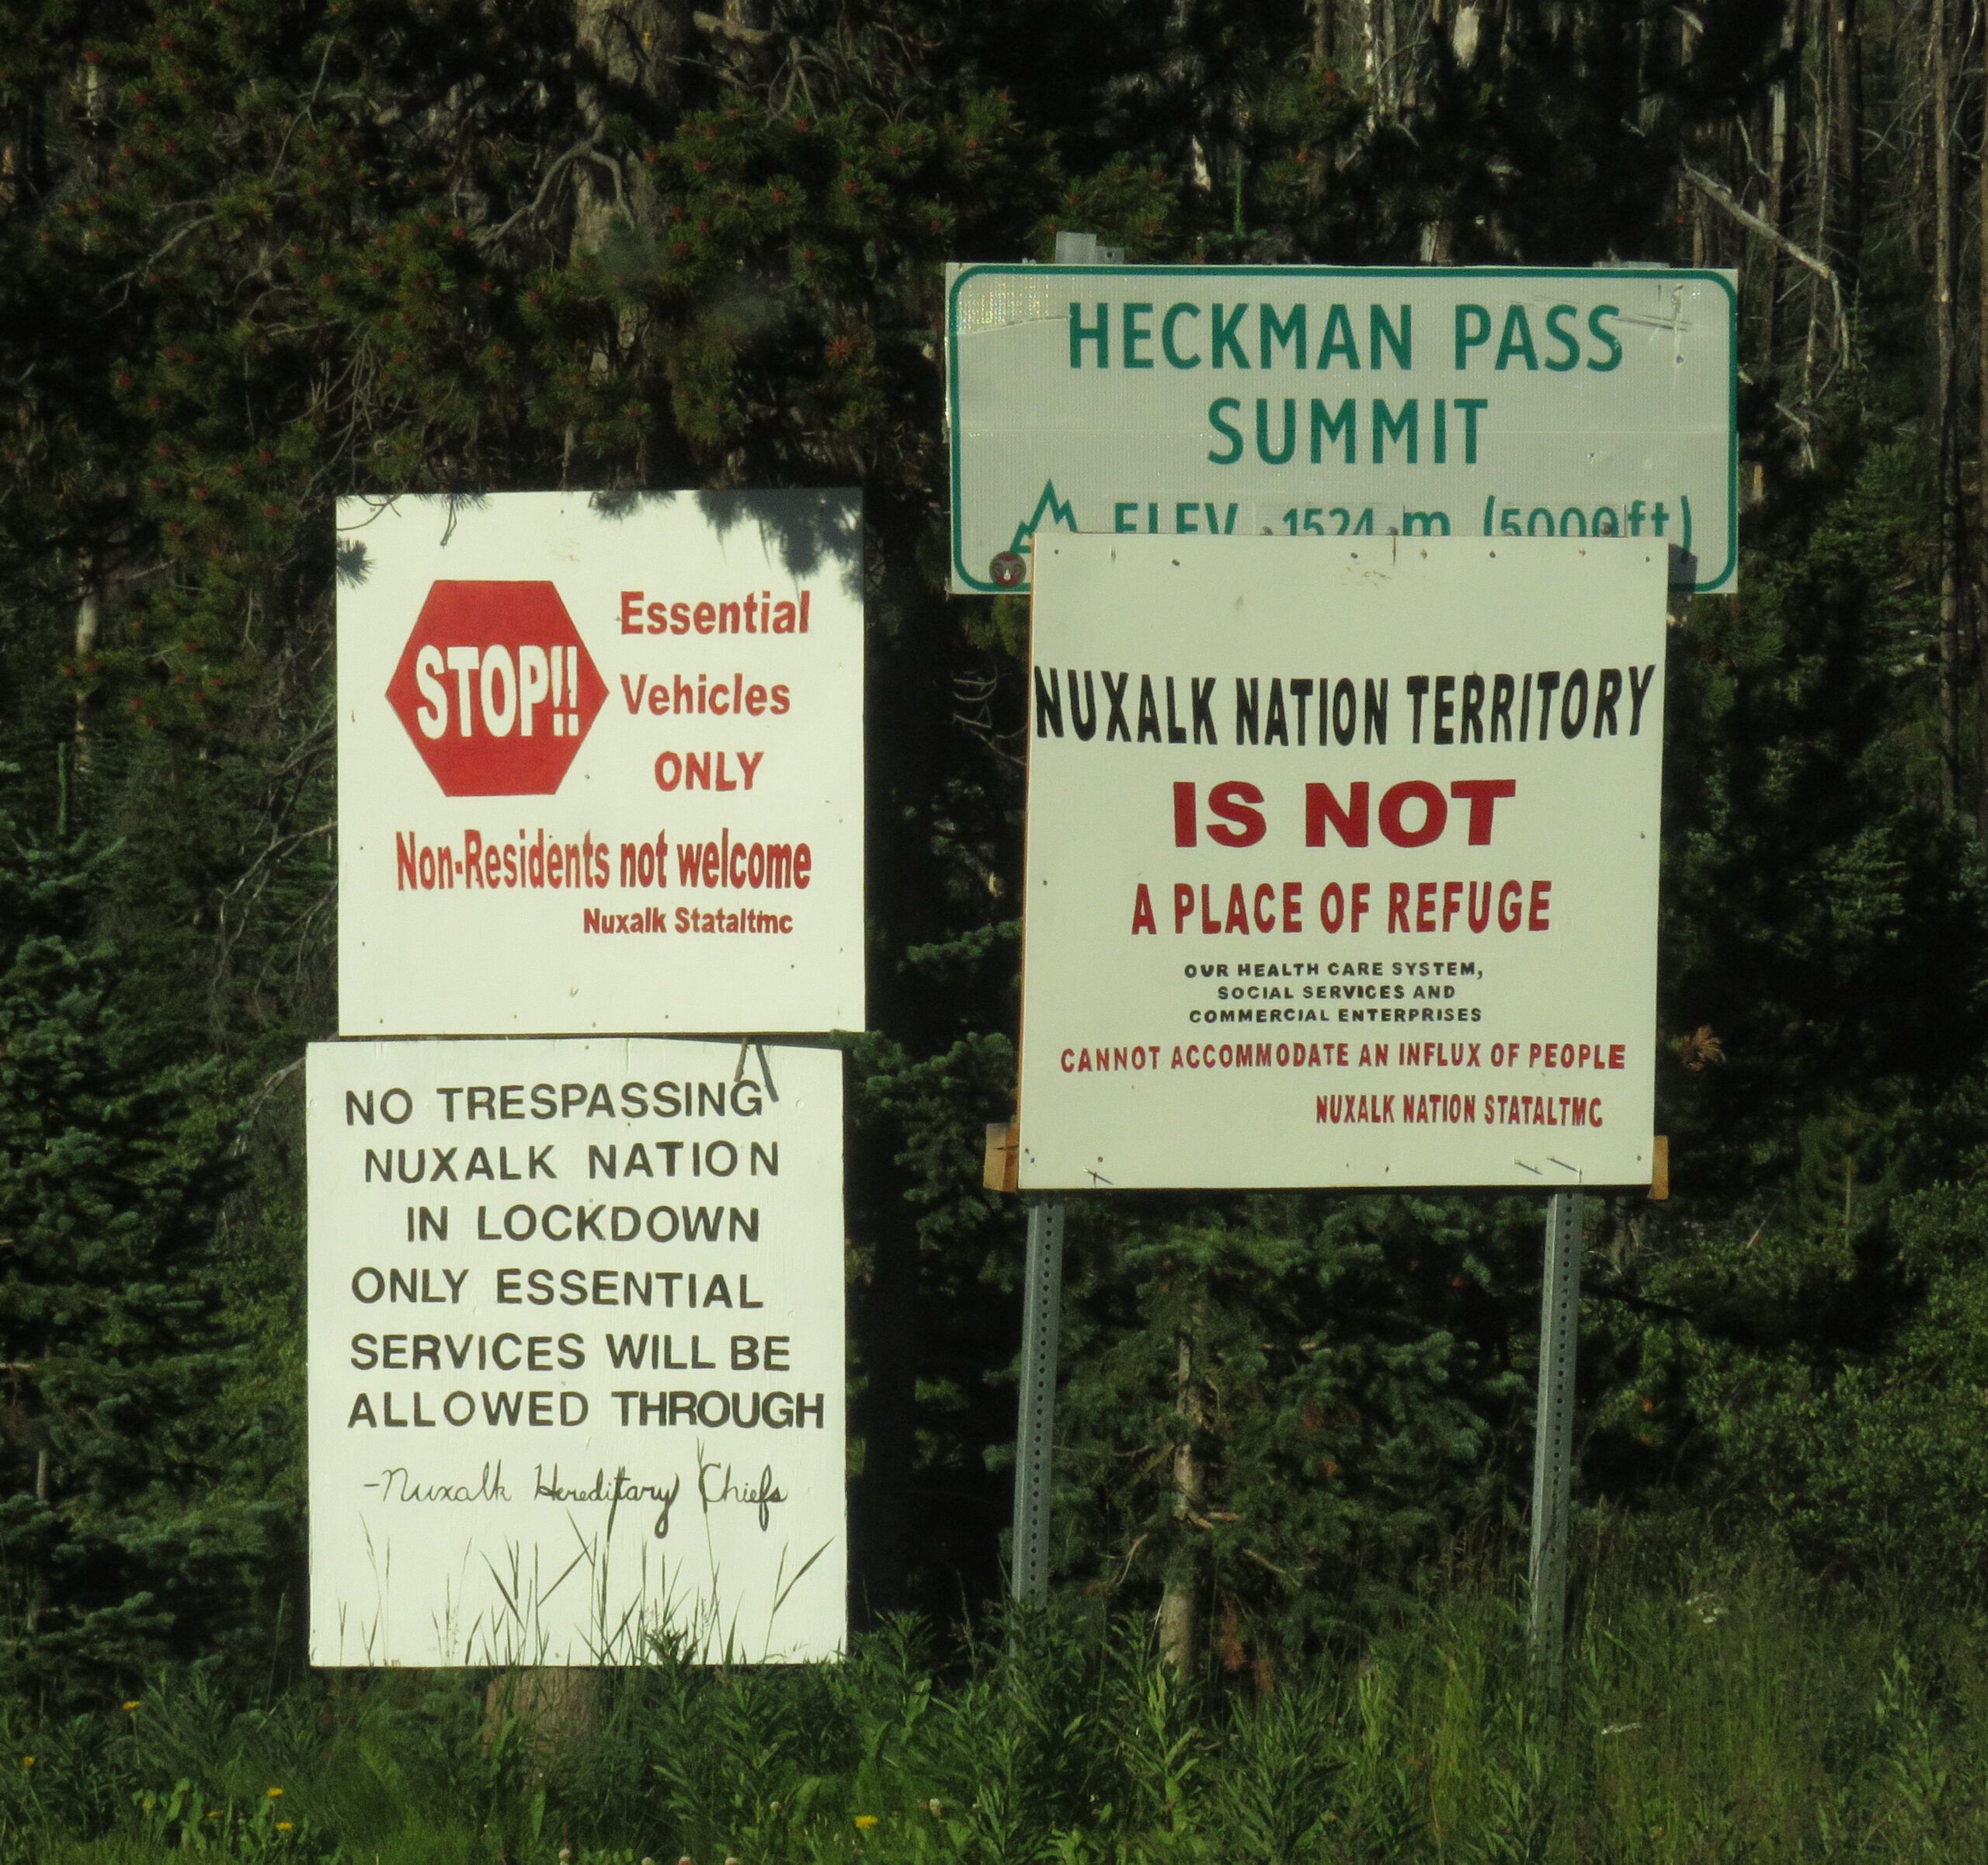 HECKMAN PASS
SUMMIT
ELEV 1524 m (5000ft)
STOP!!
Essential
Vehicles
ONLY
Non-Residents not welcome
Nuxalk Stataltmc
NO TRESPASSING
NUXALK NATION
IN LOCKDOWN
ONLY ESSENTIAL
SERVICES WILL BE
ALLOWED THROUGH
-Nuxalk Hereditary Chiefs
NUXALK NATION TERRITORY
IS NOT
A PLACE OF REFUGE
OUR HEALTH CARE SYSTEM,
SOCIAL SERVICES AND
COMMERCIAL ENTERPRISES
CANNOT ACCOMMODATE AN INFLUX OF PEOPLE
NUXALK NATION STATALTMC